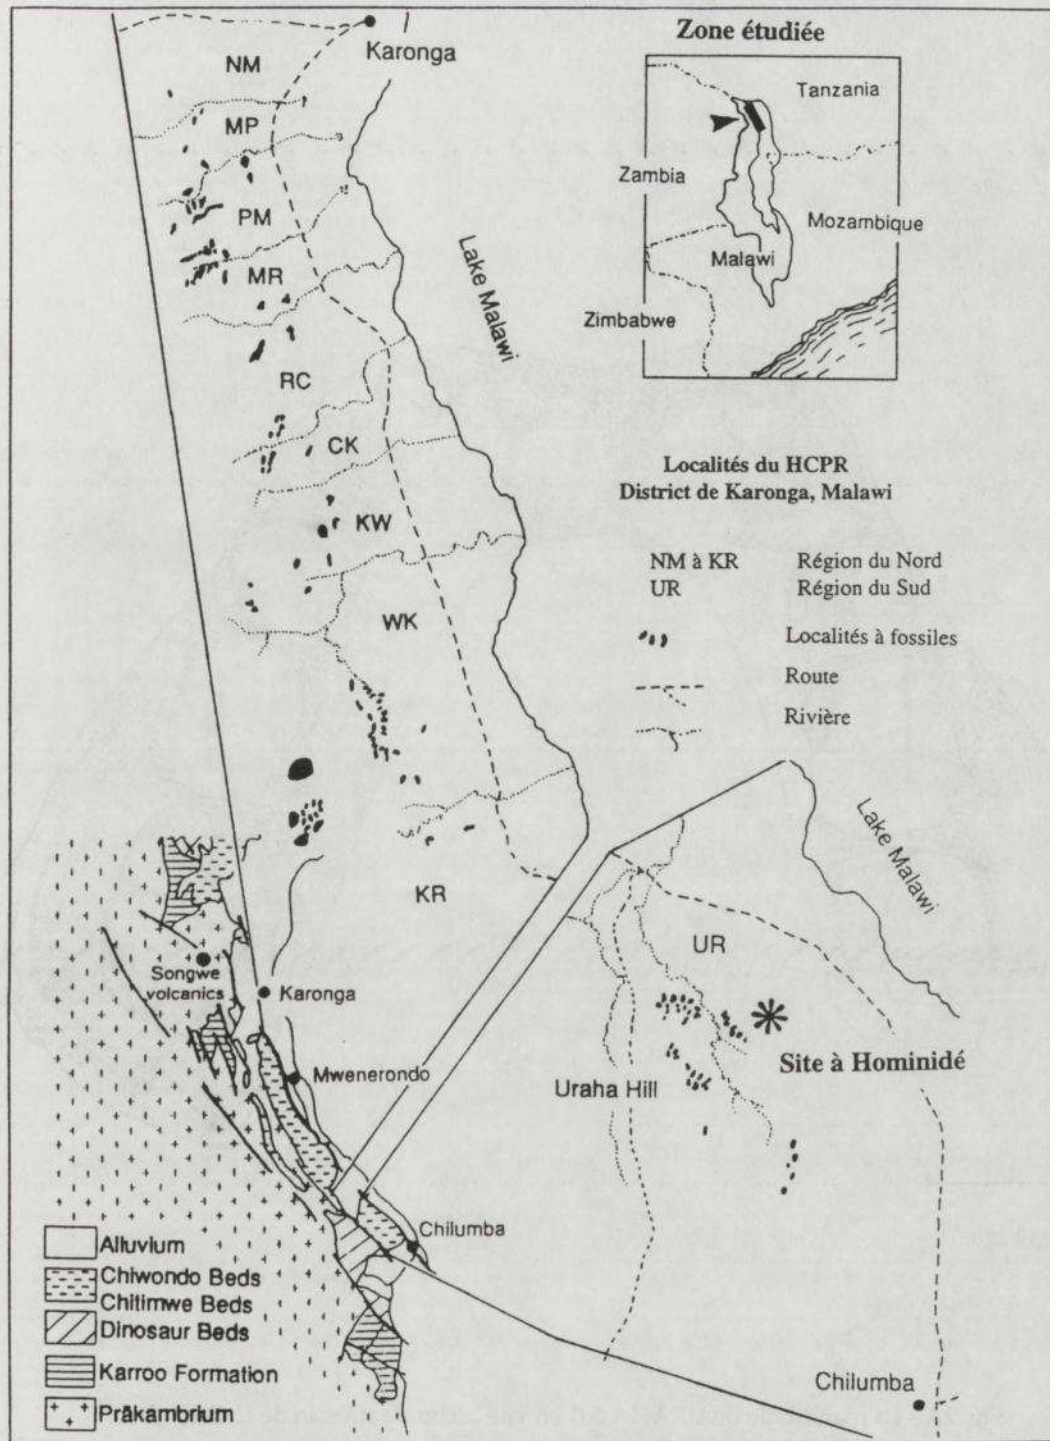 Karonga
NM
MP
PM
MR
RC
CK
KW
WK
KR
Lake Malawi
Zone étudiée
Tanzania
Zambia
Mozambique
Malawi
Zimbabwe
Localités du HCPR
District de Karonga, Malawi
NM à KR Région du Nord
UR Région du Sud
Localités à fossiles
Route
Rivière
Lake Malawi
UR
Site à Hominidé
Uraha Hill
Chilumba
Songwe
volcanics
Karonga
Mwenerondo
Chilumba
Alluvium
Chiwondo Beds
Chitimwe Beds
Dinosaur Beds
Karroo Formation
Präkambrium